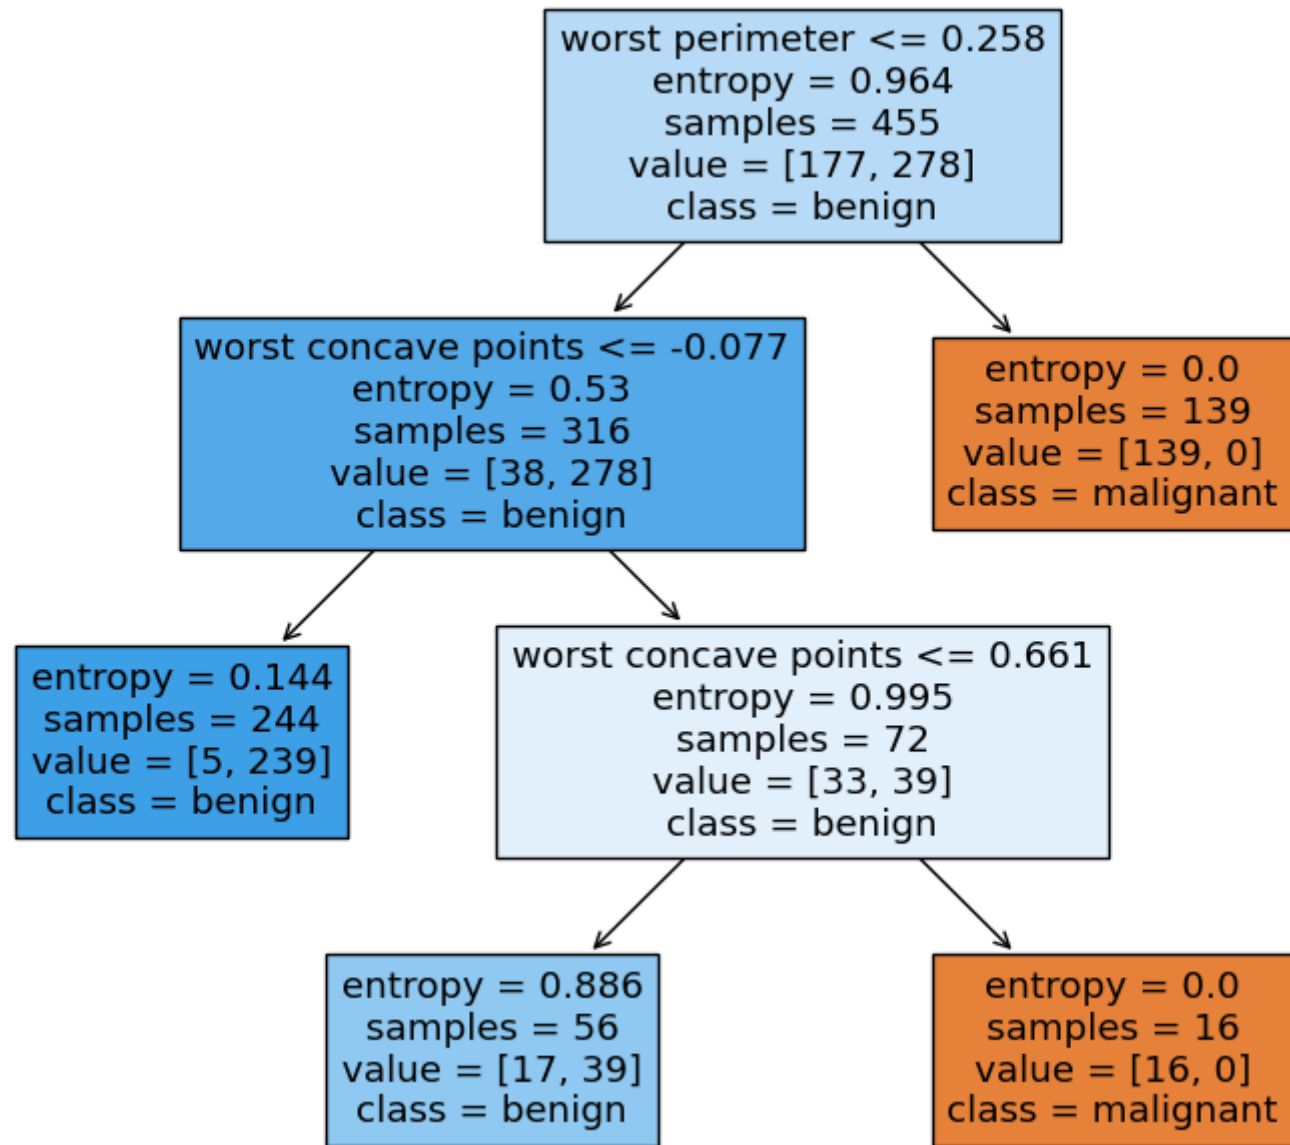 worst perimeter <= 0.258
entropy = 0.964
samples = 455
value = [177, 278]
class = benign
worst concave points <= -0.077
entropy = 0.53
samples = 316
value = [38, 278]
class = benign
entropy = 0.0
samples = 139
value = [139, 0]
class = malignant
entropy = 0.144
samples = 244
value = [5, 239]
class = benign
worst concave points <= 0.661
entropy = 0.995
samples = 72
value = [33, 39]
class = benign
entropy = 0.886
samples = 56
value = [17, 39]
class = benign
entropy = 0.0
samples = 16
value = [16, 0]
class = malignant